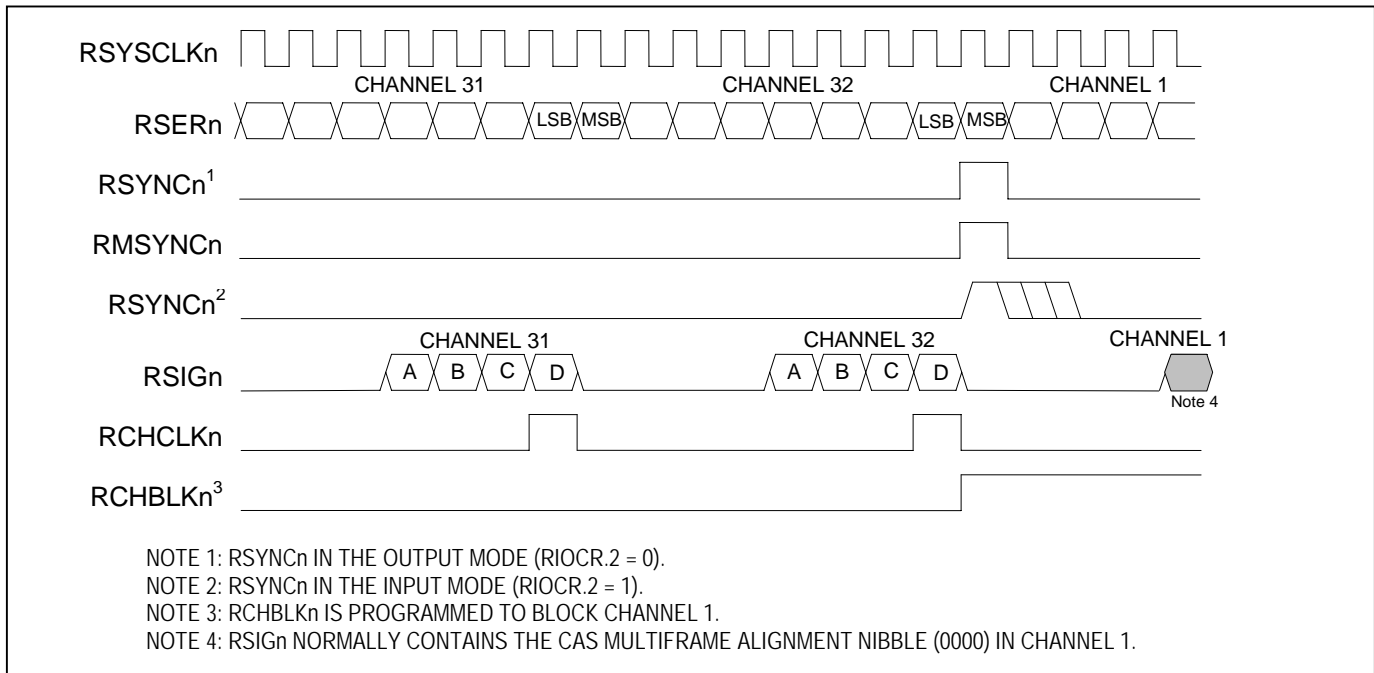 RSYSCLKn
CHANNEL 31 CHANNEL 32 CHANNEL 1
RSERn LSB MSB LSB MSB
RSYNCn1
RMSYNCn
RSYNCn2
CHANNEL 31 CHANNEL 32 CHANNEL 1
RSIGn A B C D A B C D
Note 4
RCHCLKn
RCHBLKn3
NOTE 1: RSYNCn IN THE OUTPUT MODE (RIOCR.2 = 0).
NOTE 2: RSYNCn IN THE INPUT MODE (RIOCR.2 = 1).
NOTE 3: RCHBLKn IS PROGRAMMED TO BLOCK CHANNEL 1.
NOTE 4: RSIGn NORMALLY CONTAINS THE CAS MULTIFRAME ALIGNMENT NIBBLE (0000) IN CHANNEL 1.